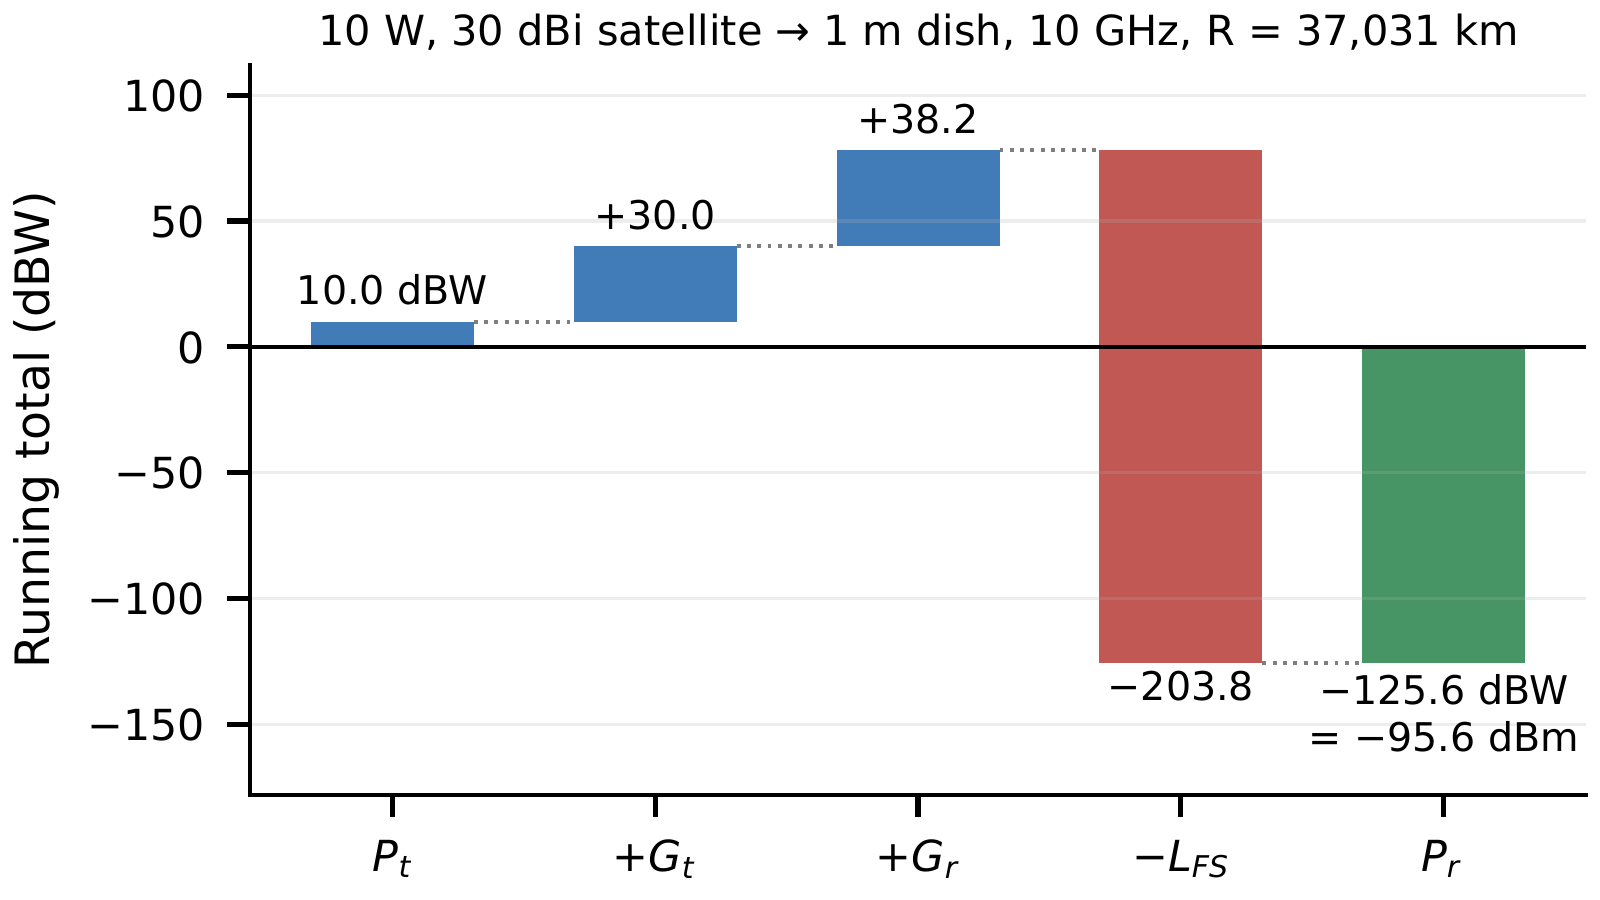 10 W, 30 dBi satellite → 1 m dish, 10 GHz, R = 37,031 km
Running total (dBW)
100
50
0
−50
−100
−150
10.0 dBW
+30.0
+38.2
−203.8
−125.6 dBW
= −95.6 dBm
Pt
+Gt
+Gr
−LFS
Pr